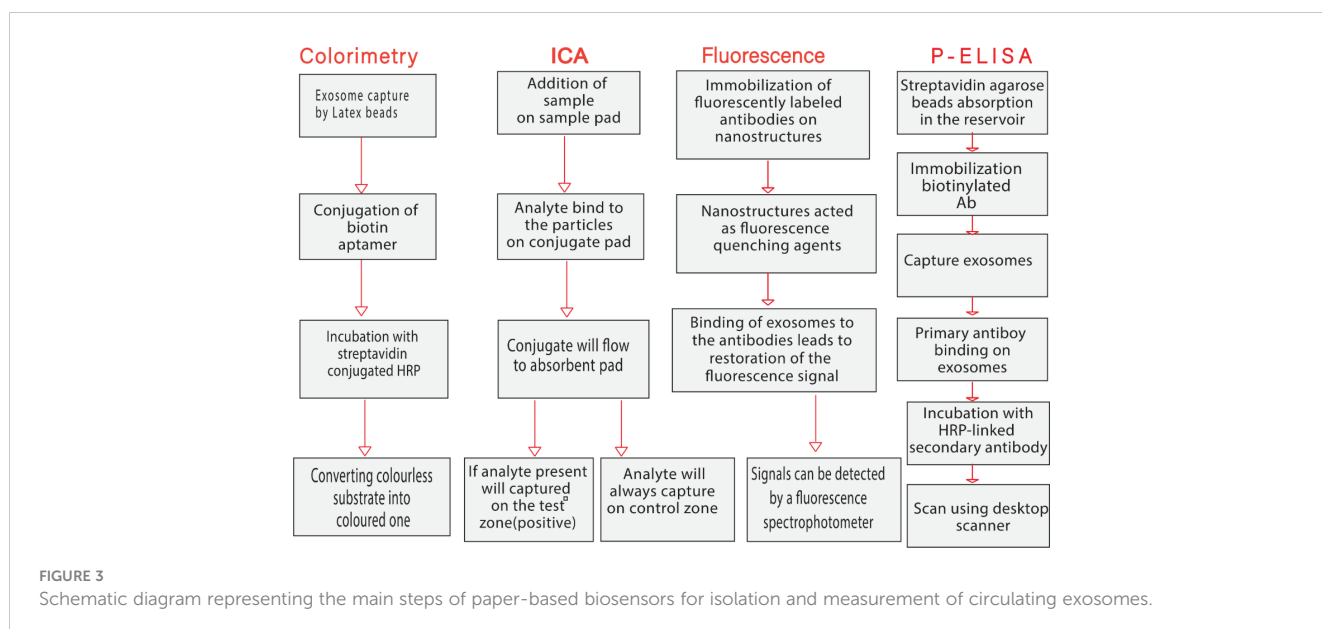 Colorimetry
Exosome capture
by Latex beads
Conjugation of
biotin
aptamer
Incubation with
streptavidin
conjugated HRP
Converting colourless
substrate into
coloured one
ICA
Addition of
sample
on sample pad
Analyte bind to
the particles
on conjugate pad
Conjugate will flow
to absorbent pad
If analyte present
will captured
on the test
zone(positive)
Analyte will
always capture
on control zone
Fluorescence
Immobilization of
fluorescently labeled
antibodies on
nanostructures
Nanostructures acted
as fluorescence
quenching agents
Binding of exosomes to
the antibodies leads to
restoration of the
fluorescence signal
Signals can be detected
by a fluorescence
spectrophotometer
P-ELISA
Streptavidin agarose
beads absorption
in the reservoir
Immobilization
biotinylated
Ab
Capture exosomes
Primary antiboy
binding on
exosomes
Incubation with
HRP-linked
secondary antibody
Scan using desktop
scanner
FIGURE 3
Schematic diagram representing the main steps of paper-based biosensors for isolation and measurement of circulating exosomes.